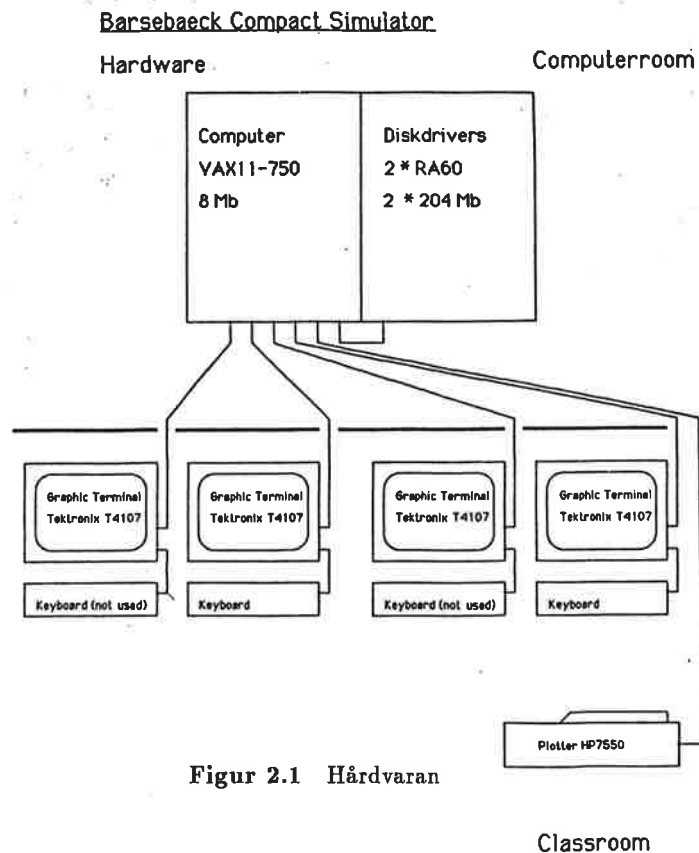 Barsebaeck Compact Simulator
Hardware
Computerroom
Computer
VAX11-750
8 Mb
Diskdrivers
2 * RA60
2 * 204 Mb
Graphic Terminal
Tektronix T4107
Graphic Terminal
Tektronix T4107
Graphic Terminal
Tektronix T4107
Graphic Terminal
Tektronix T4107
Keyboard (not used)
Keyboard
Keyboard (not used)
Keyboard
Plotter HP7550
Figur 2.1 Hårdvaran
Classroom